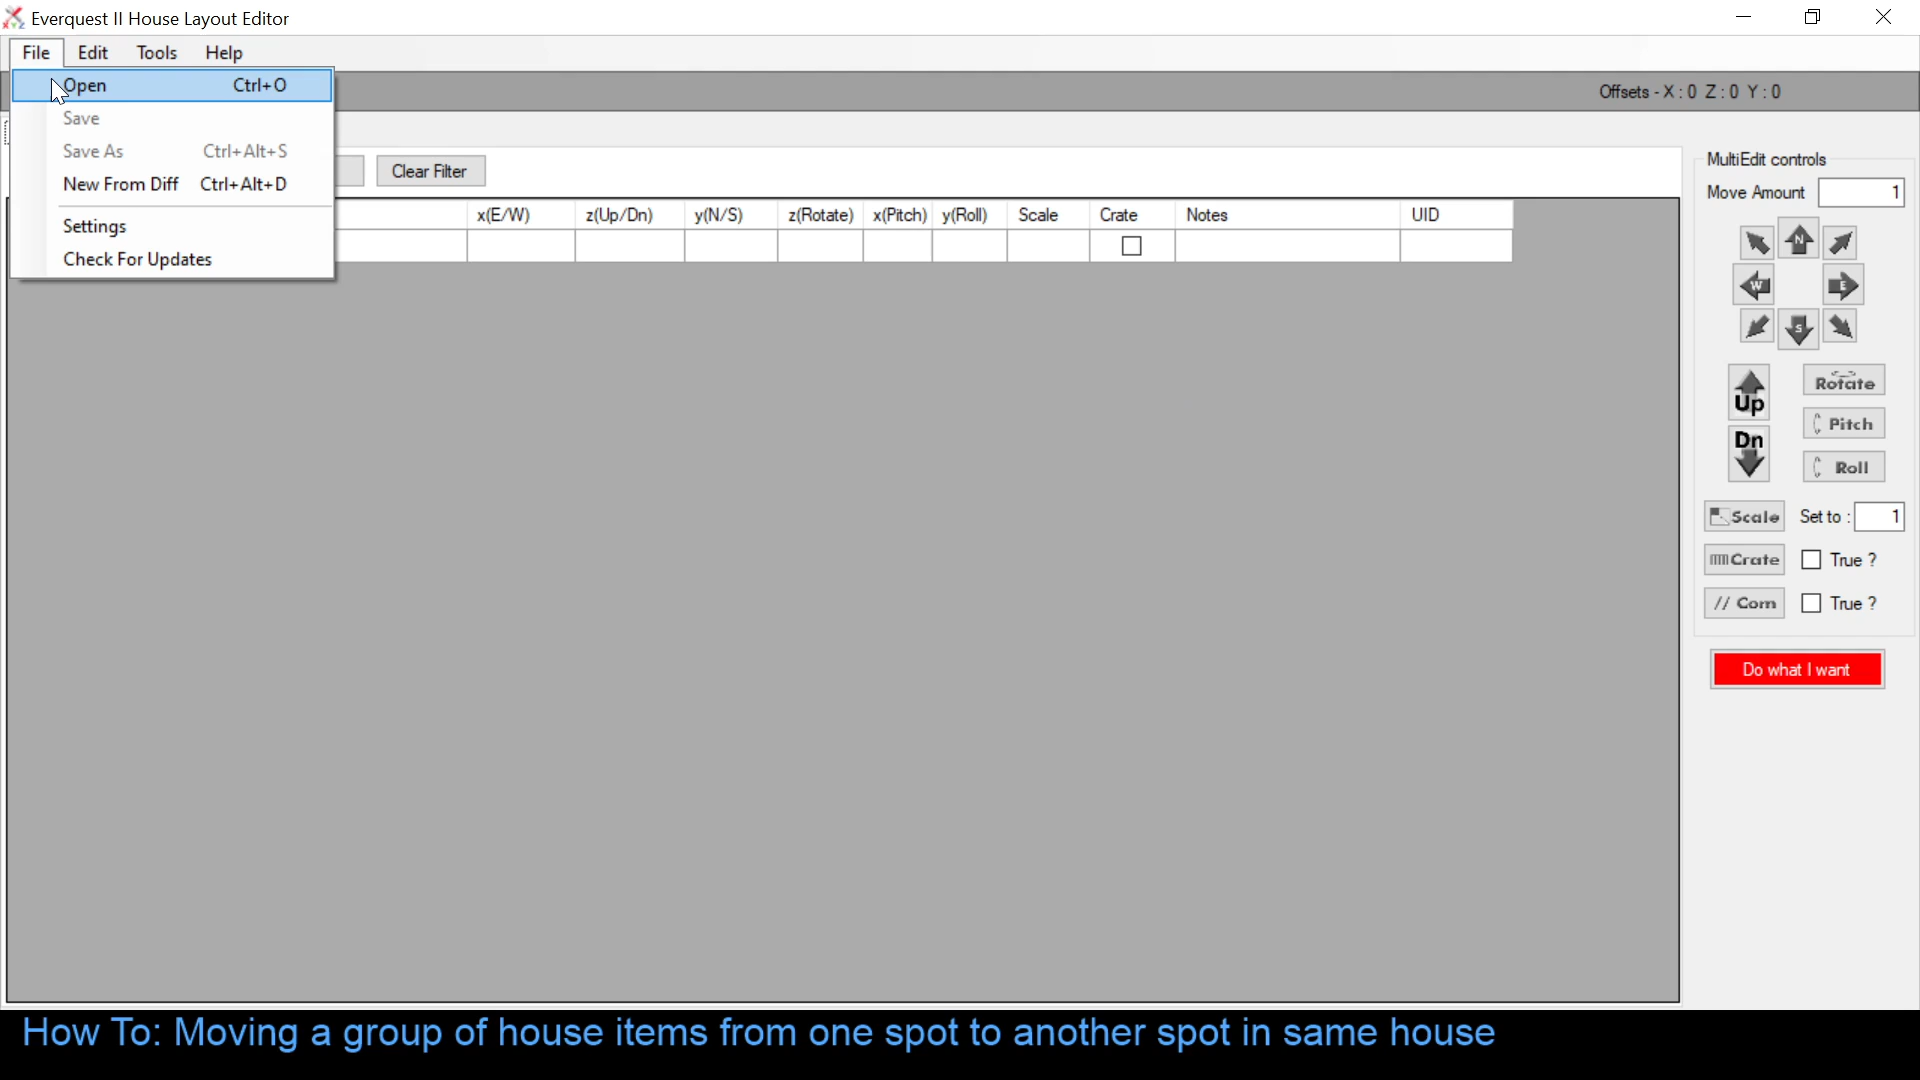 Everquest II House Layout Editor
File Edit Tools Help
Open Ctrl+O
Offsets - X : 0 Z : 0 Y : 0
Save
Save As Ctrl+Alt+S
New From Diff Ctrl+Alt+D
Settings
Check For Updates
Clear Filter
x(E/W) z(Up/Dn) y(N/S) z(Rotate) x(Pitch) y(Roll) Scale Crate Notes UID
MultiEdit controls
Move Amount 1
N
W E
S
Up
Dn
Rotate
Pitch
Roll
Scale Set to : 1
Crate True ?
// Com True ?
Do what I want
How To: Moving a group of house items from one spot to another spot in same house